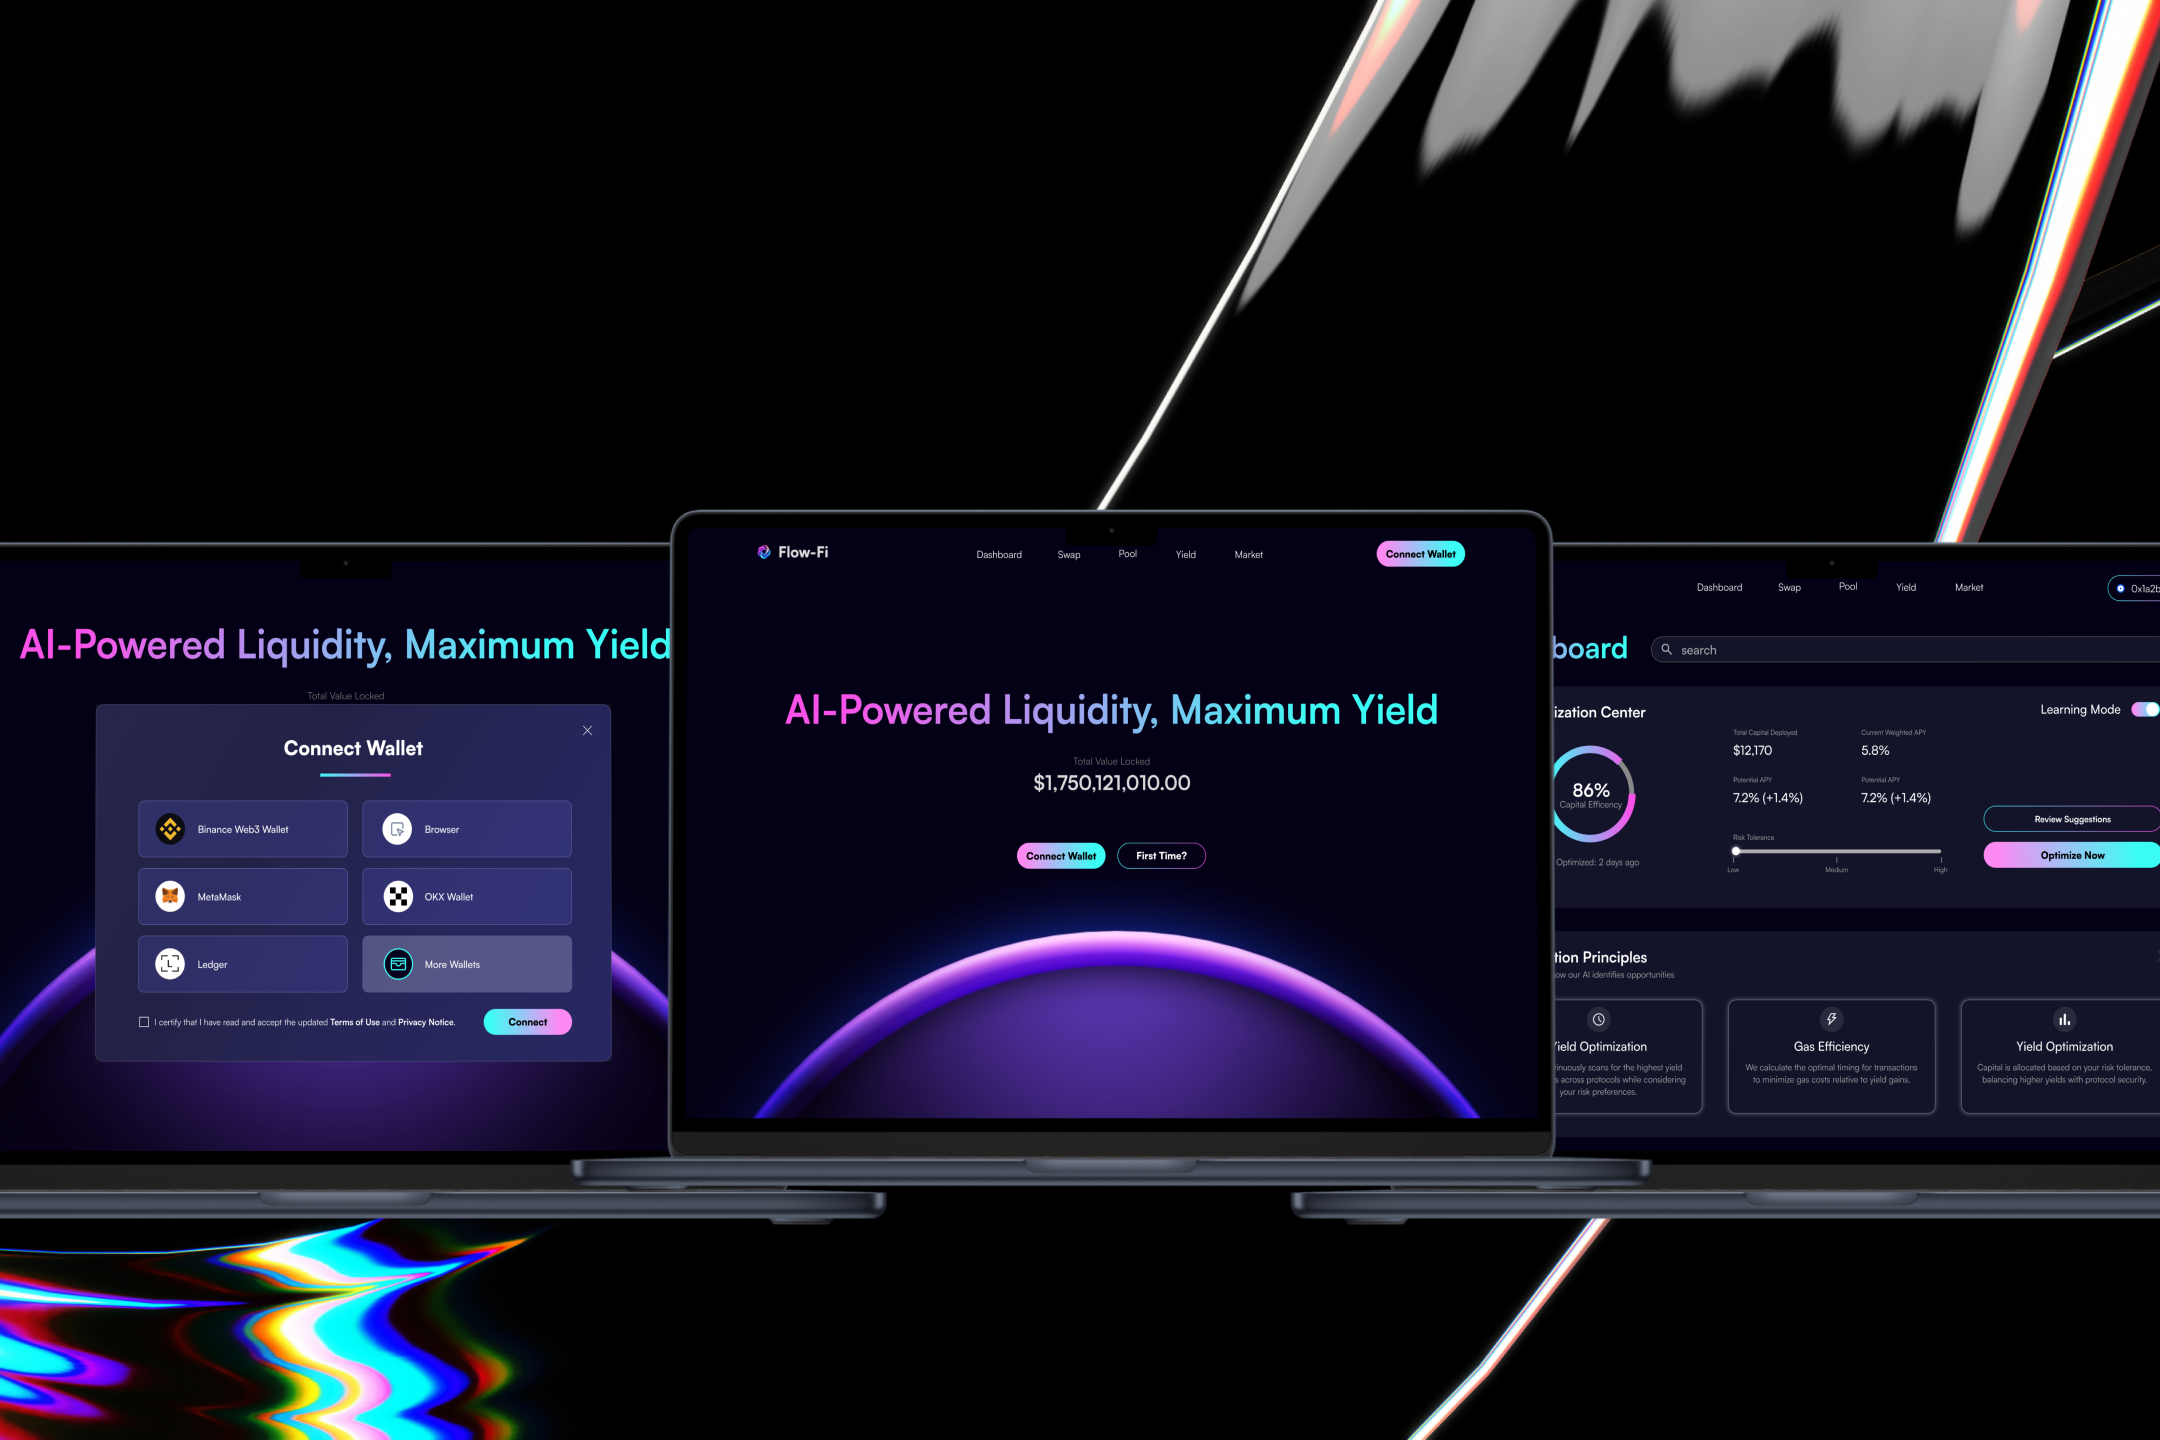 AI-Powered Liquidity, Maximum Yield
Total Value Locked
Connect Wallet
Binance Web3 Wallet
Browser
MetaMask
OKX Wallet
Ledger
More Wallets
I certify that I have read and accept the updated Terms of Use and Privacy Notice.
Connect
Flow-Fi
Dashboard Swap Pool Yield Market
Connect Wallet
AI-Powered Liquidity, Maximum Yield
Total Value Locked
$1,750,121,010.00
Connect Wallet
First Time?
Dashboard Swap Pool Yield Market
0x1a2b
board
search
ization Center
Learning Mode
86%
Capital Efficency
Optimized: 2 days ago
Total Capital Deployed
$12,170
Current Weighted APY
5.8%
Potential APY
7.2% (+1.4%)
Potential APY
7.2% (+1.4%)
Risk Tolerance
Low Medium High
Review Suggestions
Optimize Now
tion Principles
ow our AI identifies opportunities
ield Optimization
inuously scans for the highest yield
s across protocols while considering
your risk preferences.
Gas Efficiency
We calculate the optimal timing for transactions
to minimize gas costs relative to yield gains.
Yield Optimization
Capital is allocated based on your risk tolerance,
balancing higher yields with protocol security.